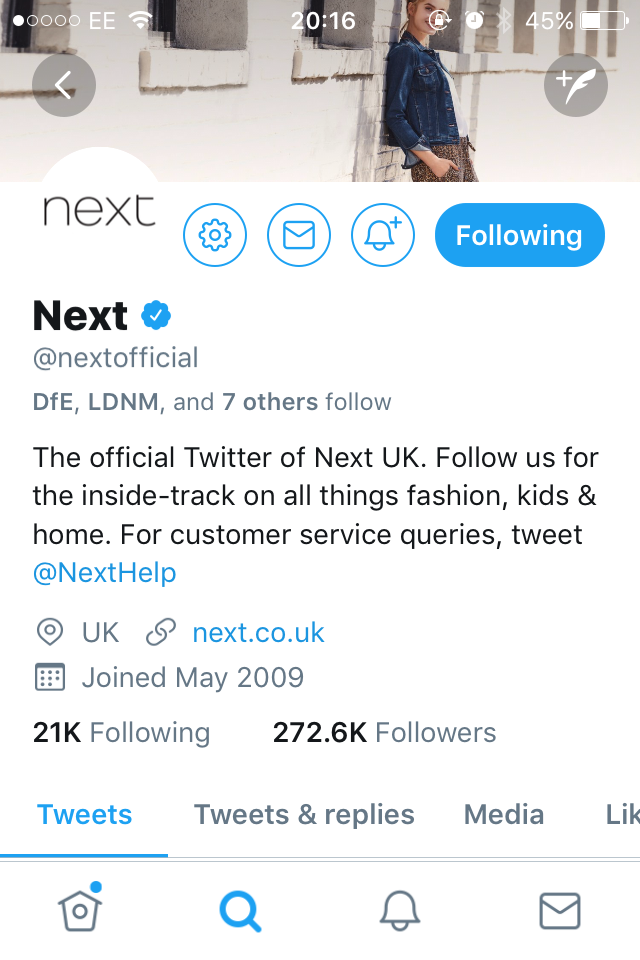 EE 20:16 45%
next
Following
Next
@nextofficial
DfE, LDNM, and 7 others follow
The official Twitter of Next UK. Follow us for
the inside-track on all things fashion, kids &
home. For customer service queries, tweet
@NextHelp
UK next.co.uk
Joined May 2009
21K Following 272.6K Followers
Tweets Tweets & replies Media Lik